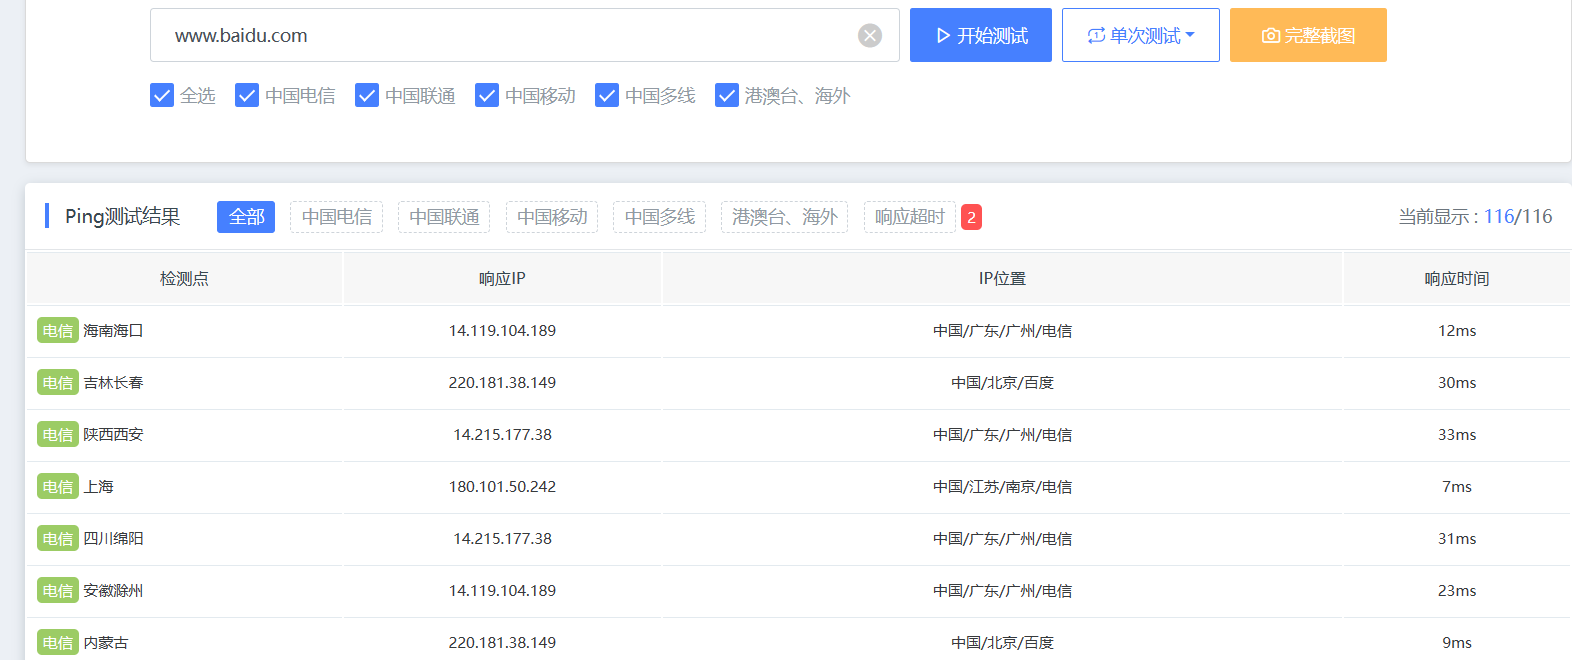 www.baidu.com 开始测试 单次测试 完整截图
全选 中国电信 中国联通 中国移动 中国多线 港澳台、海外
Ping测试结果 全部 中国电信 中国联通 中国移动 中国多线 港澳台、海外 响应超时 2 当前显示 : 116/116
检测点 响应IP IP位置 响应时间
电信 海南海口 14.119.104.189 中国/广东/广州/电信 12ms
电信 吉林长春 220.181.38.149 中国/北京/百度 30ms
电信 陕西西安 14.215.177.38 中国/广东/广州/电信 33ms
电信 上海 180.101.50.242 中国/江苏/南京/电信 7ms
电信 四川绵阳 14.215.177.38 中国/广东/广州/电信 31ms
电信 安徽滁州 14.119.104.189 中国/广东/广州/电信 23ms
电信 内蒙古 220.181.38.149 中国/北京/百度 9ms